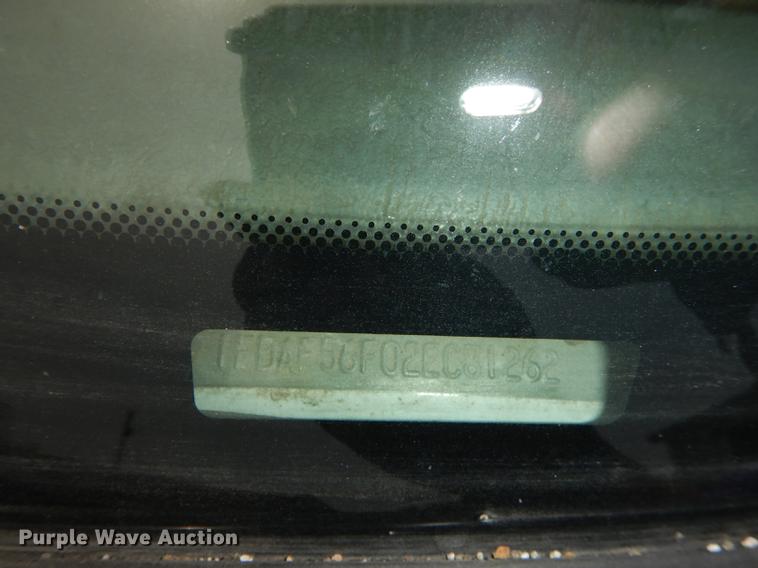 1FDAF56F02EC81262
Purple Wave Auction